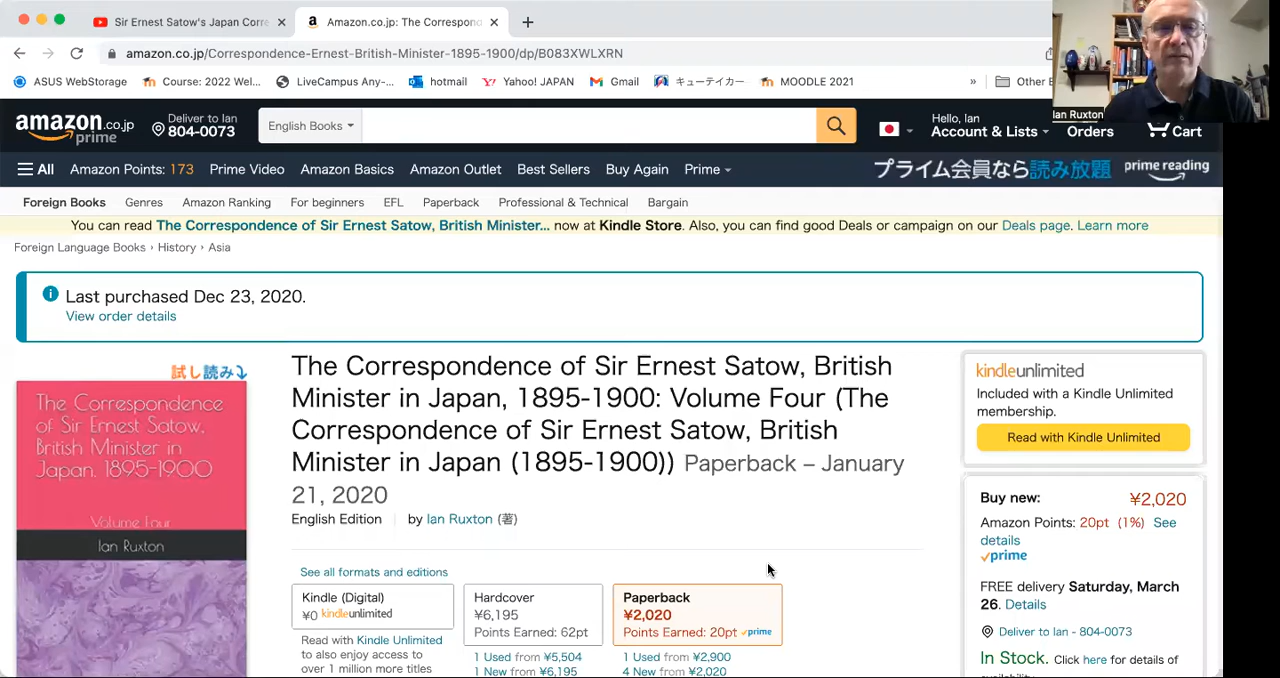 Sir Ernest Satow's Japan Corre
Amazon.co.jp: The Correspond
amazon.co.jp/Correspondence-Ernest-British-Minister-1895-1900/dp/B083XWLXRN
ASUS WebStorage
Course: 2022 Wel...
LiveCampus Any-...
hotmail
Yahoo! JAPAN
Gmail
キューテイカー
MOODLE 2021
»
Other B
Ian Ruxton
amazon.co.jp
prime
Deliver to Ian
804-0073
English Books
Hello, Ian
Account & Lists
Orders
Cart
All
Amazon Points: 173
Prime Video
Amazon Basics
Amazon Outlet
Best Sellers
Buy Again
Prime
プライム会員なら読み放題
prime reading
Foreign Books
Genres
Amazon Ranking
For beginners
EFL
Paperback
Professional & Technical
Bargain
You can read The Correspondence of Sir Ernest Satow, British Minister... now at Kindle Store. Also, you can find good Deals or campaign on our Deals page. Learn more
Foreign Language Books › History › Asia
Last purchased Dec 23, 2020.
View order details
試し読み
The Correspondence
of Sir Ernest Satow,
British Minister in
Japan, 1895-1900
Volume Four
Ian Ruxton
The Correspondence of Sir Ernest Satow, British
Minister in Japan, 1895-1900: Volume Four (The
Correspondence of Sir Ernest Satow, British
Minister in Japan (1895-1900)) Paperback – January
21, 2020
English Edition
by Ian Ruxton (著)
See all formats and editions
Kindle (Digital)
¥0 kindleunlimited
Read with Kindle Unlimited
to also enjoy access to
over 1 million more titles
Hardcover
¥6,195
Points Earned: 62pt
1 Used from ¥5,504
1 New from ¥6,195
Paperback
¥2,020
Points Earned: 20pt prime
1 Used from ¥2,900
4 New from ¥2,020
kindleunlimited
Included with a Kindle Unlimited
membership.
Read with Kindle Unlimited
Buy new:
¥2,020
Amazon Points: 20pt (1%) See
details
prime
FREE delivery Saturday, March
26. Details
Deliver to Ian - 804-0073
In Stock. Click here for details of